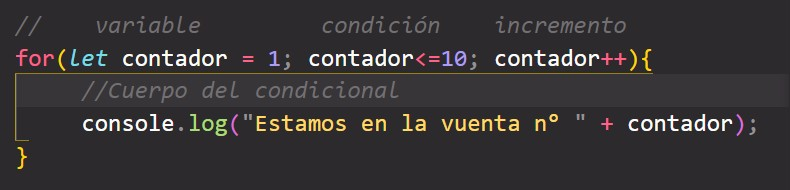 //    variable         condición    incremento
for(let contador = 1; contador<=10; contador++){
     //Cuerpo del condicional
     console.log("Estamos en la vuenta n° " + contador);
}